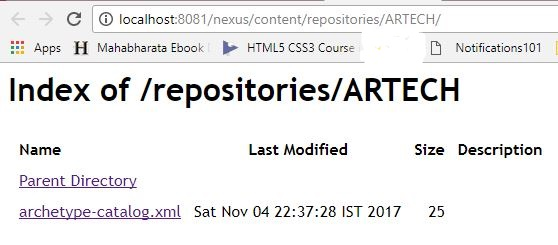 localhost:8081/nexus/content/repositories/ARTECH/
Apps Mahabharata Ebook HTML5 CSS3 Course Notifications101
Index of /repositories/ARTECH
Name Last Modified Size Description
Parent Directory
archetype-catalog.xml Sat Nov 04 22:37:28 IST 2017 25